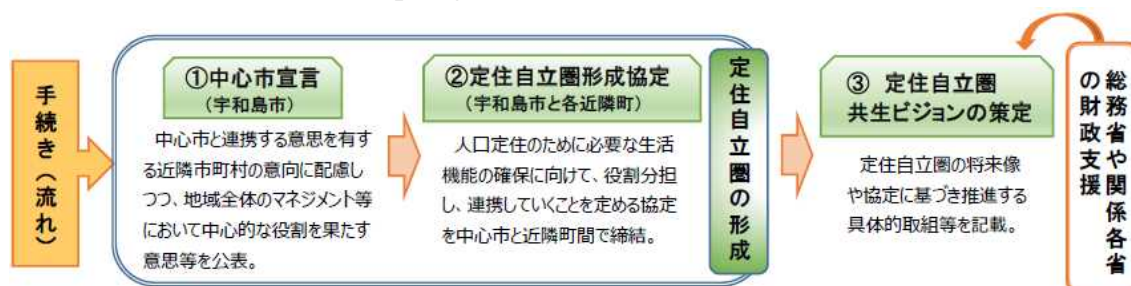 手続き（流れ）
①中心市宣言
（宇和島市）
中心市と連携する意思を有す
る近隣市町村の意向に配慮し
つつ、地域全体のマネジメント等
において中心的な役割を果たす
意思等を公表。
②定住自立圏形成協定
（宇和島市と各近隣町）
人口定住のために必要な生活
機能の確保に向けて、役割分担
し、連携していくことを定める協定
を中心市と近隣町間で締結。
定住自立圏の形成
③ 定住自立圏
共生ビジョンの策定
定住自立圏の将来像
や協定に基づき推進する
具体的取組等を記載。
総務省や関係各省
の財政支援